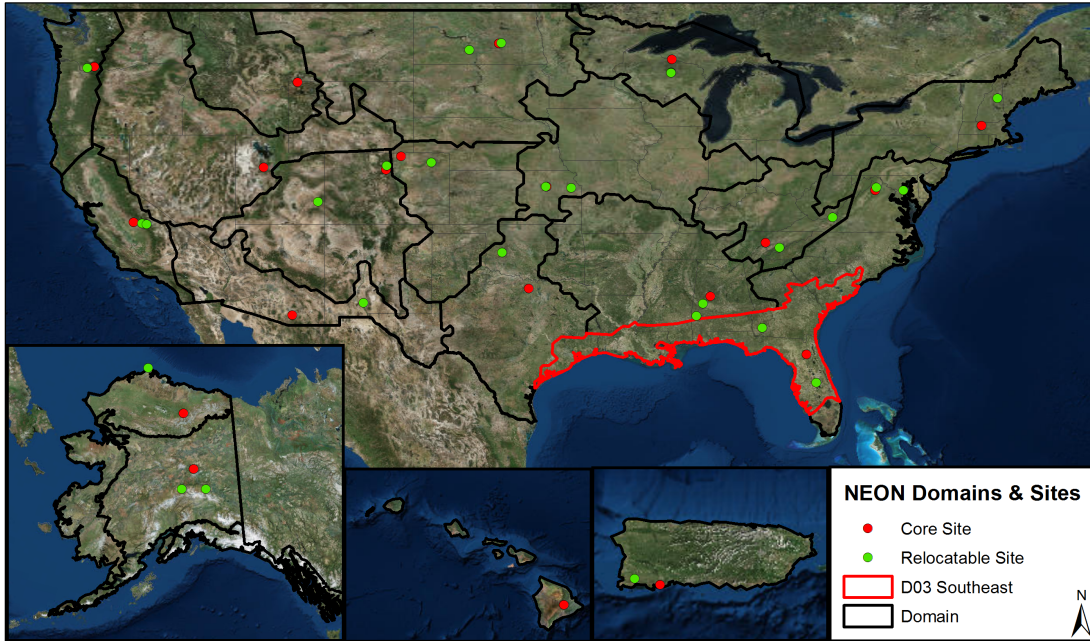 NEON Domains & Sites
Core Site
Relocatable Site
D03 Southeast
Domain
N